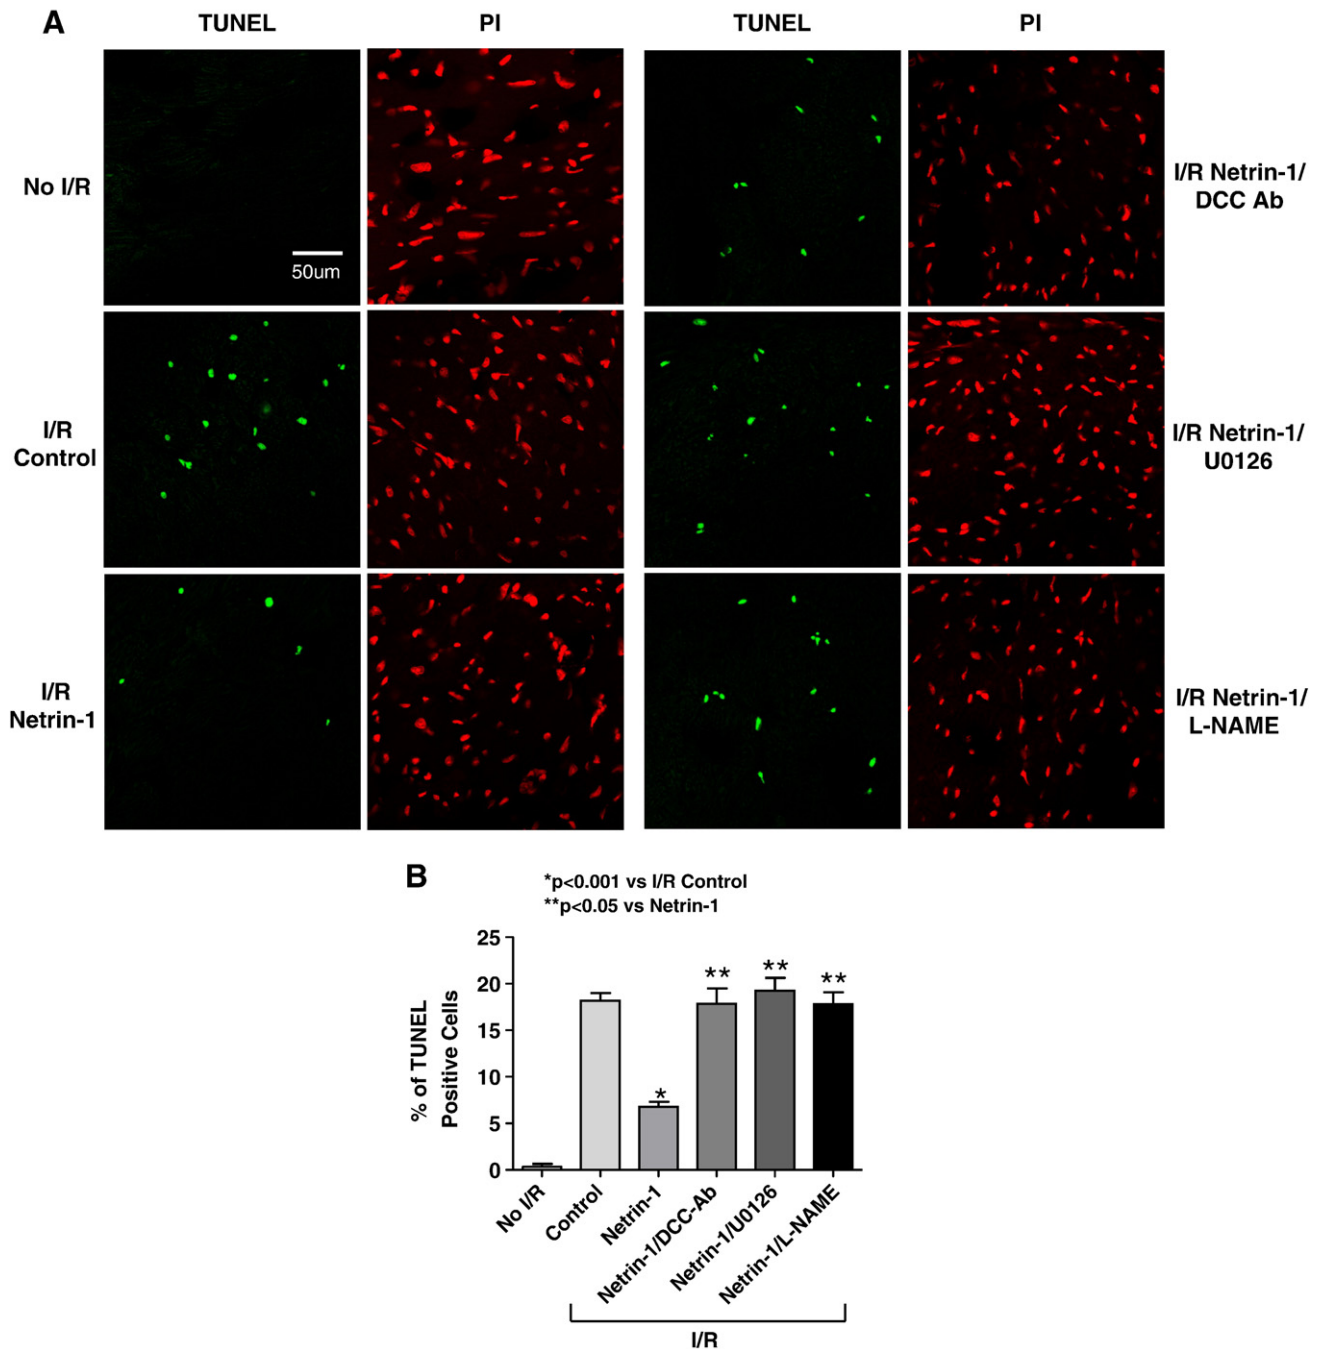 A
TUNEL
PI
TUNEL
PI
No I/R
50um
I/R Netrin-1/
DCC Ab
I/R
Control
I/R Netrin-1/
U0126
I/R
Netrin-1
I/R Netrin-1/
L-NAME
B
*p<0.001 vs I/R Control
**p<0.05 vs Netrin-1
% of TUNEL
Positive Cells
25
20
15
10
5
0
*
**
**
**
No I/R
Control
Netrin-1
Netrin-1/DCC-Ab
Netrin-1/U0126
Netrin-1/L-NAME
I/R